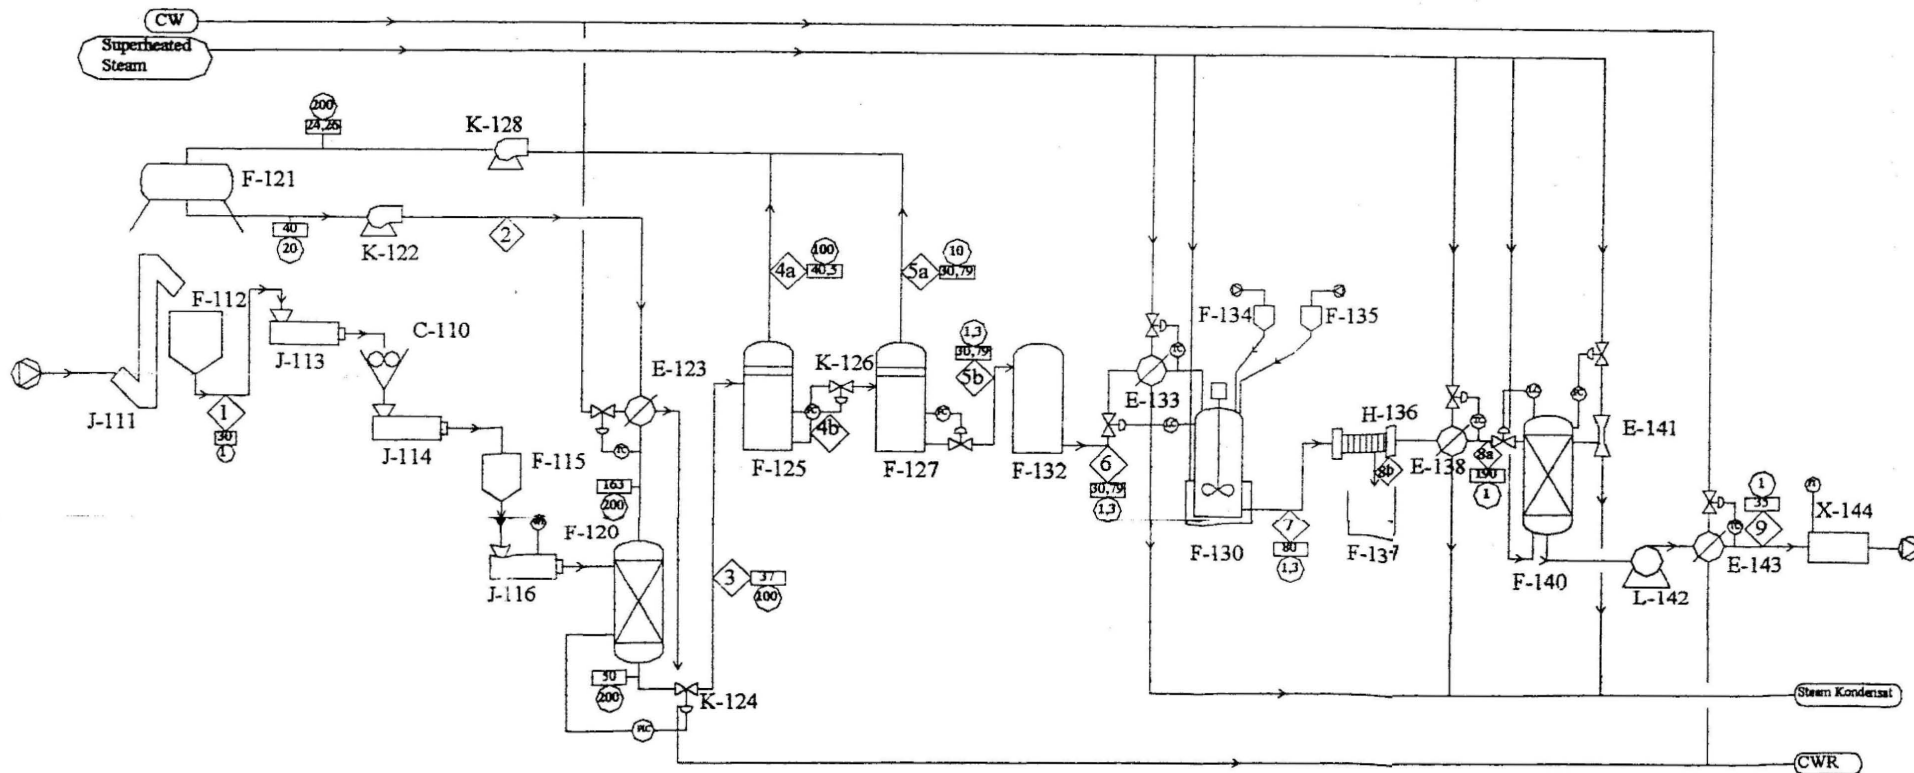 CW
Superheated
Steam
200
24,26
K-128
F-121
40
20
K-122
2
4a
100
40,3
5a
10
30,79
F-112
C-110
J-113
J-111
1
30
1
J-114
F-115
E-123
TC
163
200
F-120
J-116
50
200
K-124
PIC
3
37
100
F-125
K-126
4b
F-127
1,3
30,79
5b
F-132
E-133
F-134
F-135
6
30,79
1,3
F-130
7
80
1,3
H-136
8b
F-137
E-138
8a
190
1
F-140
E-141
L-142
E-143
1
35
9
X-144
Steam Kondensat
CWR